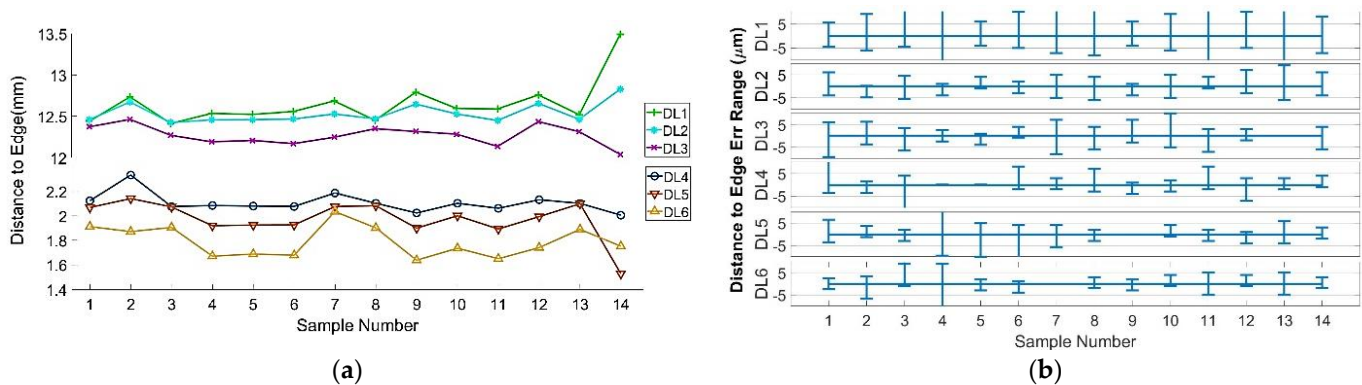 13.5
13
12.5
12
2.2
2
1.8
1.6
1.4
Distance to Edge(mm)
1 2 3 4 5 6 7 8 9 10 11 12 13 14
Sample Number
DL1
DL2
DL3
DL4
DL5
DL6
(a)
Distance to Edge Err Range (μm)
DL1
5
-5
DL2
5
-5
DL3
5
-5
DL4
5
-5
DL5
5
-5
DL6
5
-5
1 2 3 4 5 6 7 8 9 10 11 12 13 14
Sample Number
(b)